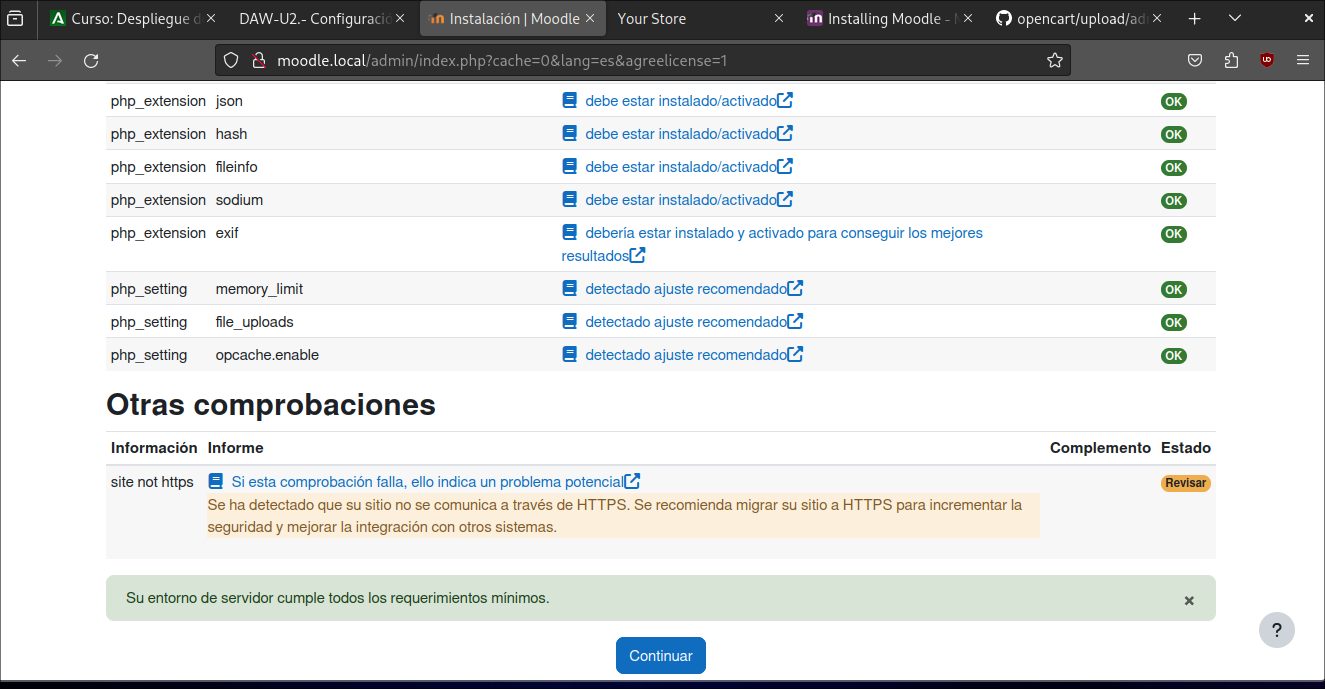 Curso: Despliegue d
DAW-U2.- Configuració
Instalación | Moodle
Your Store
Installing Moodle - M
opencart/upload/adm
moodle.local/admin/index.php?cache=0&lang=es&agreelicense=1
php_extension json debe estar instalado/activado OK
php_extension hash debe estar instalado/activado OK
php_extension fileinfo debe estar instalado/activado OK
php_extension sodium debe estar instalado/activado OK
php_extension exif debería estar instalado y activado para conseguir los mejores OK
resultados
php_setting memory_limit detectado ajuste recomendado OK
php_setting file_uploads detectado ajuste recomendado OK
php_setting opcache.enable detectado ajuste recomendado OK
Otras comprobaciones
Información Informe Complemento Estado
site not https Si esta comprobación falla, ello indica un problema potencial Revisar
Se ha detectado que su sitio no se comunica a través de HTTPS. Se recomienda migrar su sitio a HTTPS para incrementar la
seguridad y mejorar la integración con otros sistemas.
Su entorno de servidor cumple todos los requerimientos mínimos.
?
Continuar